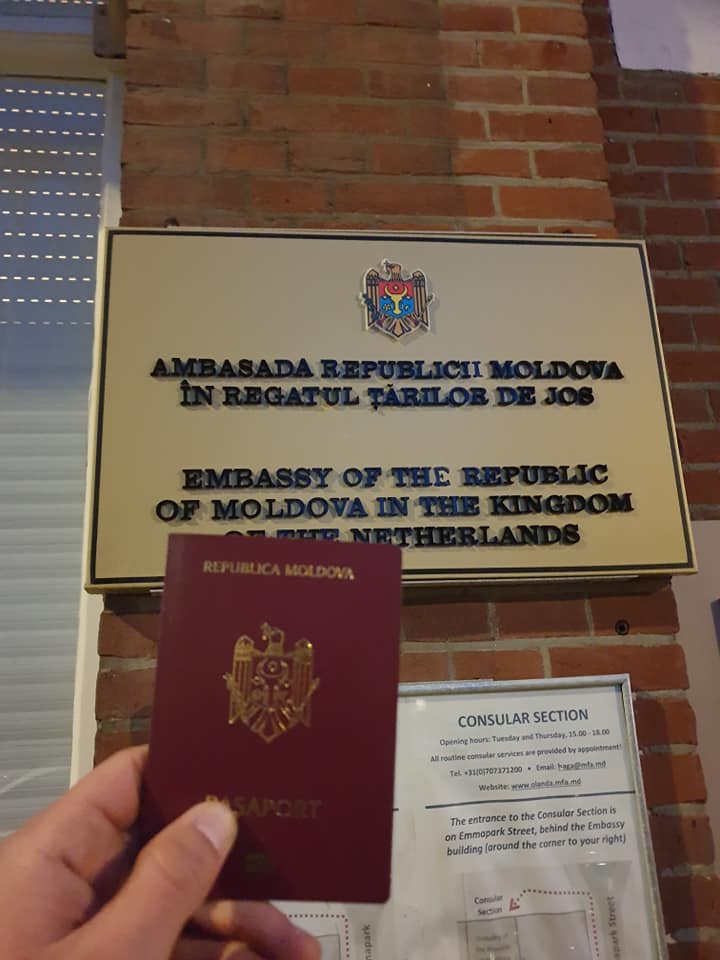 AMBASADA REPUBLICII MOLDOVA
ÎN REGATUL ȚĂRILOR DE JOS
EMBASSY OF THE REPUBLIC
OF MOLDOVA IN THE KINGDOM
OF THE NETHERLANDS
REPUBLICA MOLDOVA
PAȘAPORT
CONSULAR SECTION
Opening hours: Tuesday and Thursday, 15.00 - 18.00
All routine consular services are provided by appointment!
Tel. +31(0)707371200 • Email: haga@mfa.md
Website: www.olanda.mfa.md
The entrance to the Consular Section is
on Emmapark Street, behind the Embassy
building (around the corner to your right)
Consular
Section